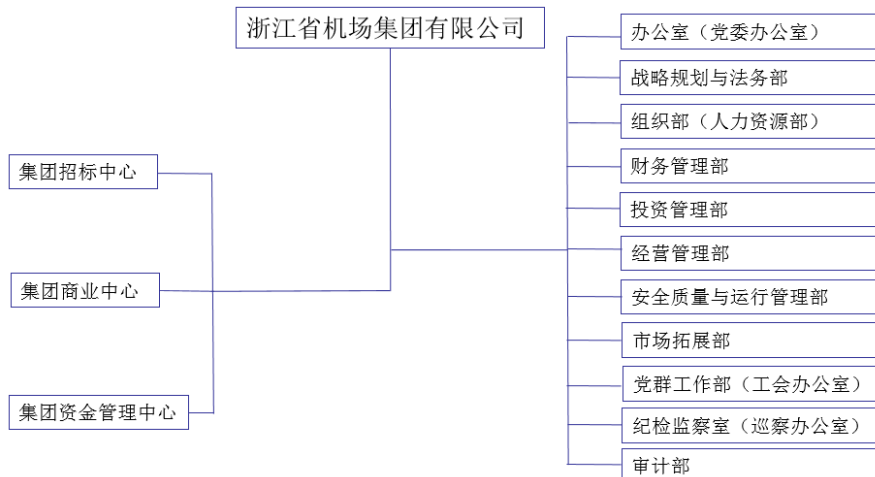 浙江省机场集团有限公司
集团招标中心
集团商业中心
集团资金管理中心
办公室（党委办公室）
战略规划与法务部
组织部（人力资源部）
财务管理部
投资管理部
经营管理部
安全质量与运行管理部
市场拓展部
党群工作部（工会办公室）
纪检监察室（巡察办公室）
审计部